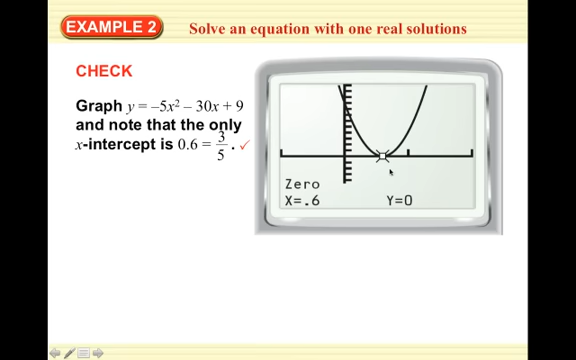 EXAMPLE 2
Solve an equation with one real solutions
CHECK
Graph y = –5x² – 30x + 9
and note that the only
x-intercept is 0.6 = 3/5 . ✓
Zero
X=.6 Y=0